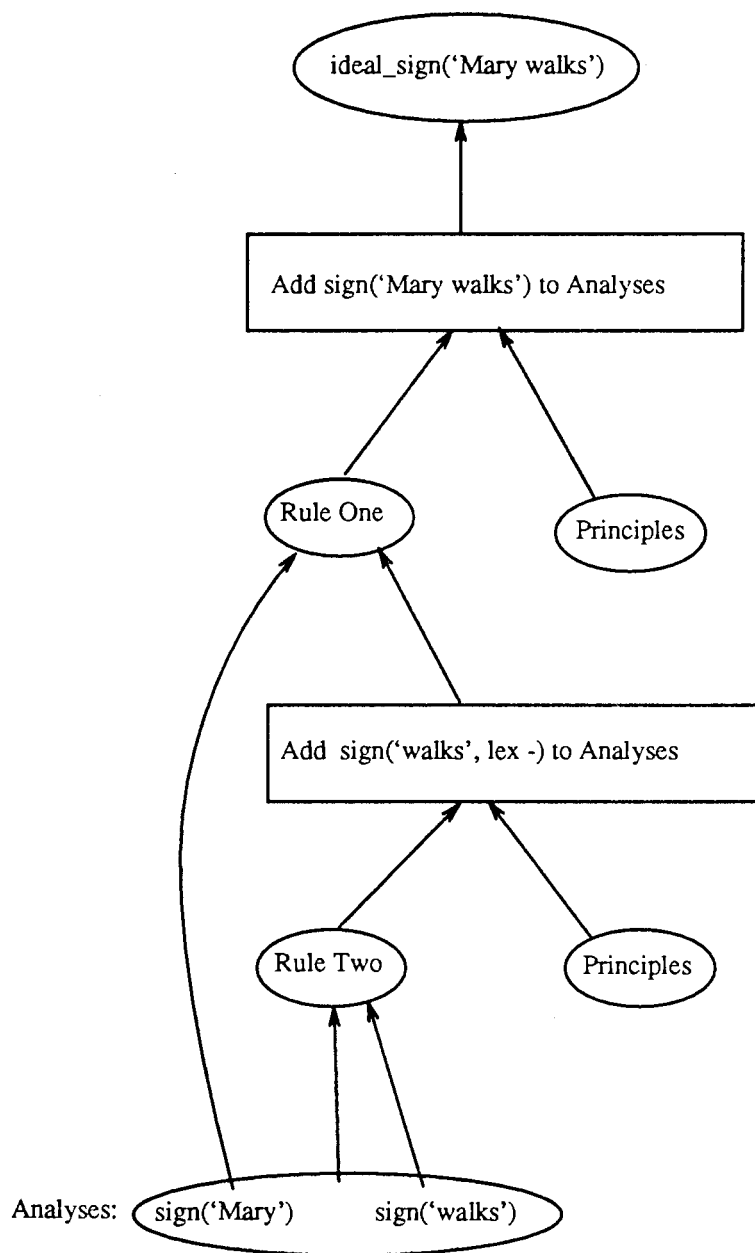 ideal_sign(‘Mary walks’)
Add sign(‘Mary walks’) to Analyses
Rule One
Principles
Add sign(‘walks’, lex -) to Analyses
Rule Two
Principles
Analyses: sign(‘Mary’) sign(‘walks’)